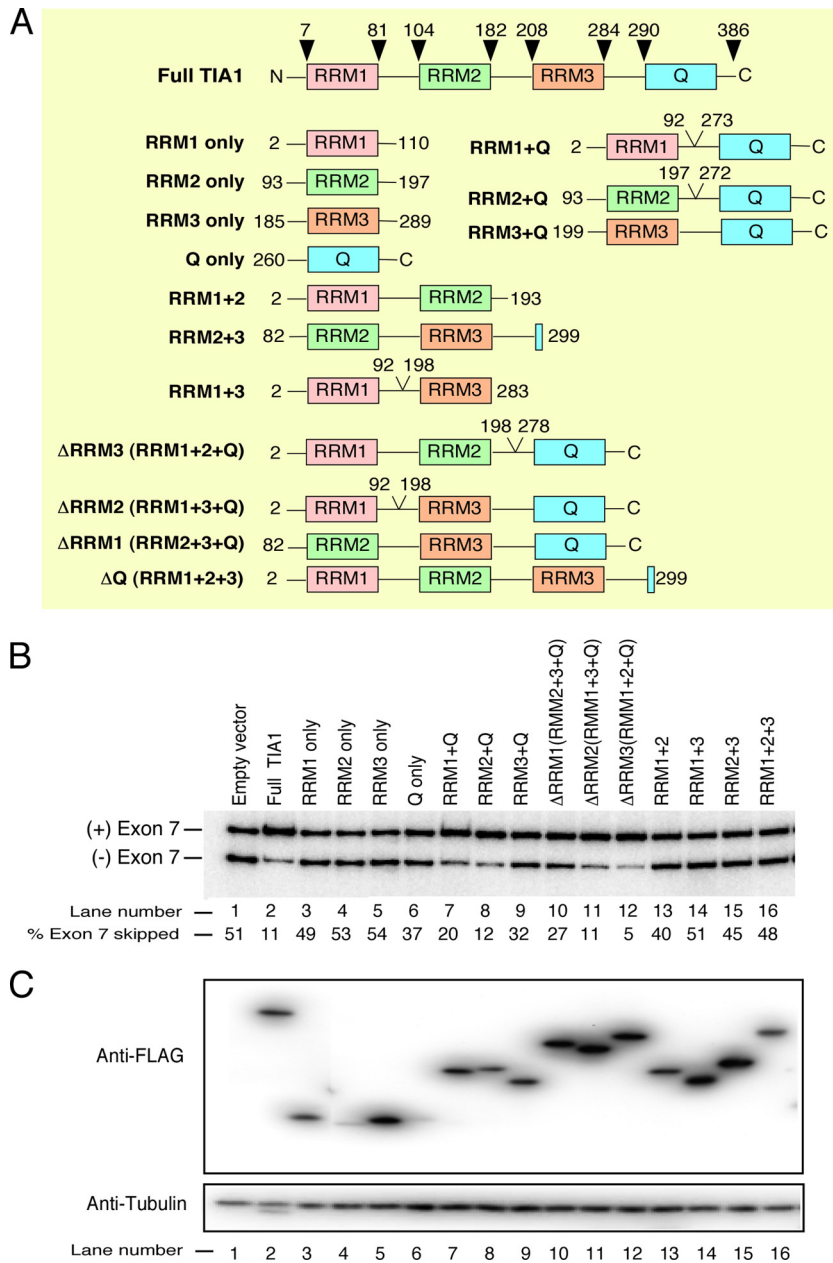 A
7 81 104 182 208 284 290 386
Full TIA1 N RRM1 RRM2 RRM3 Q C
RRM1 only 2 RRM1 110
RRM2 only 93 RRM2 197
RRM3 only 185 RRM3 289
Q only 260 Q C
92 273
RRM1+Q 2 RRM1 Q C
197 272
RRM2+Q 93 RRM2 Q C
RRM3+Q 199 RRM3 Q C
RRM1+2 2 RRM1 RRM2 193
RRM2+3 82 RRM2 RRM3 299
92 198
RRM1+3 2 RRM1 RRM3 283
198 278
ΔRRM3 (RRM1+2+Q) 2 RRM1 RRM2 Q C
92 198
ΔRRM2 (RRM1+3+Q) 2 RRM1 RRM3 Q C
ΔRRM1 (RRM2+3+Q) 82 RRM2 RRM3 Q C
ΔQ (RRM1+2+3) 2 RRM1 RRM2 RRM3 299
B
Empty vector
Full TIA1
RRM1 only
RRM2 only
RRM3 only
Q only
RRM1+Q
RRM2+Q
RRM3+Q
ΔRRM1(RMM2+3+Q)
ΔRRM2(RMM1+3+Q)
ΔRRM3(RMM1+2+Q)
RRM1+2
RRM1+3
RRM2+3
RRM1+2+3
(+) Exon 7
(-) Exon 7
Lane number 1 2 3 4 5 6 7 8 9 10 11 12 13 14 15 16
% Exon 7 skipped 51 11 49 53 54 37 20 12 32 27 11 5 40 51 45 48
C
Anti-FLAG
Anti-Tubulin
Lane number 1 2 3 4 5 6 7 8 9 10 11 12 13 14 15 16